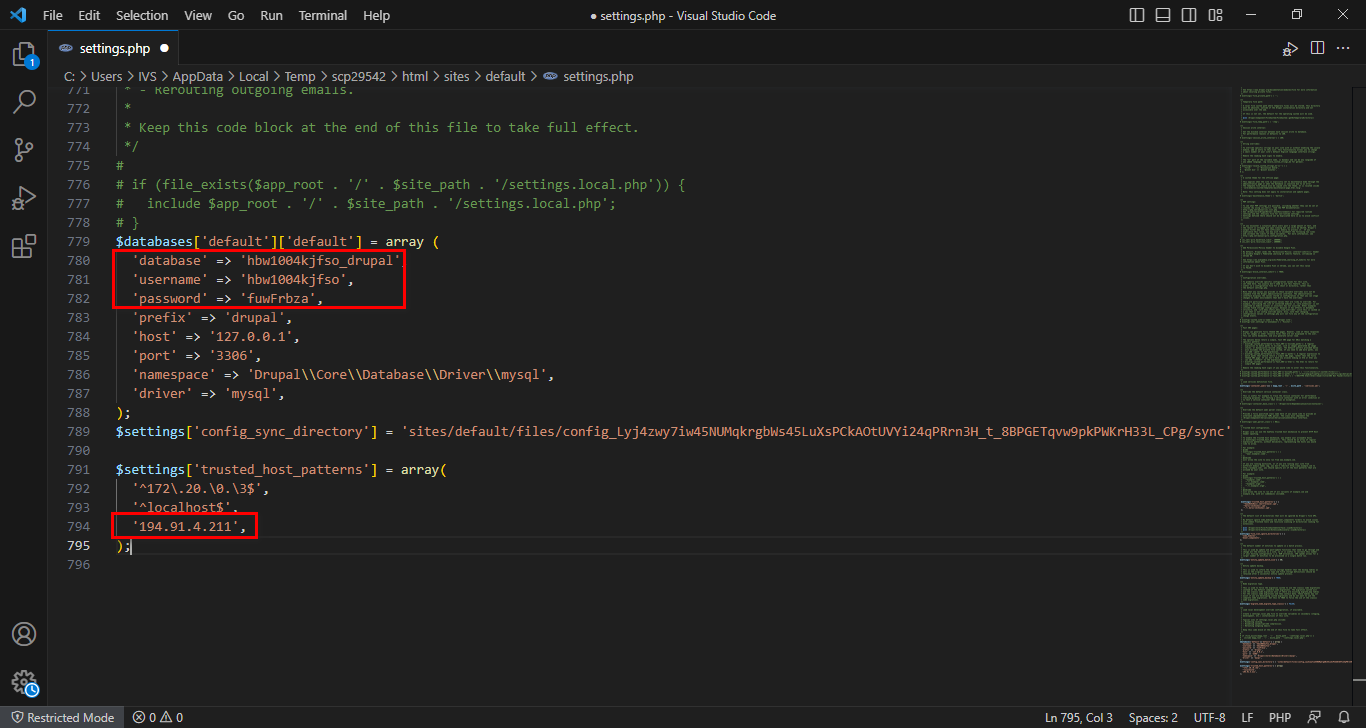 File Edit Selection View Go Run Terminal Help
● settings.php - Visual Studio Code
settings.php ●
1
C: > Users > IVS > AppData > Local > Temp > scp29542 > html > sites > default > settings.php
771 * - Rerouting outgoing emails.
772 *
773 * Keep this code block at the end of this file to take full effect.
774 */
775 #
776 # if (file_exists($app_root . '/' . $site_path . '/settings.local.php')) {
777 #   include $app_root . '/' . $site_path . '/settings.local.php';
778 # }
779 $databases['default']['default'] = array (
780   'database' => 'hbw1004kjfso_drupal'
781   'username' => 'hbw1004kjfso',
782   'password' => 'fuwFrbza',
783   'prefix' => 'drupal',
784   'host' => '127.0.0.1',
785   'port' => '3306',
786   'namespace' => 'Drupal\\Core\\Database\\Driver\\mysql',
787   'driver' => 'mysql',
788 );
789 $settings['config_sync_directory'] = 'sites/default/files/config_Lyj4zwy7iw45NUMqkrgbWs45LuXsPCkAOtUVYi24qPRrn3H_t_8BPGETqvw9pkPWKrH33L_CPg/sync'
790
791 $settings['trusted_host_patterns'] = array(
792   '^172\.20.\0.\3$',
793   '^localhost$',
794   '194.91.4.211',
795 );
796
Restricted Mode 0 0 Ln 795, Col 3 Spaces: 2 UTF-8 LF PHP